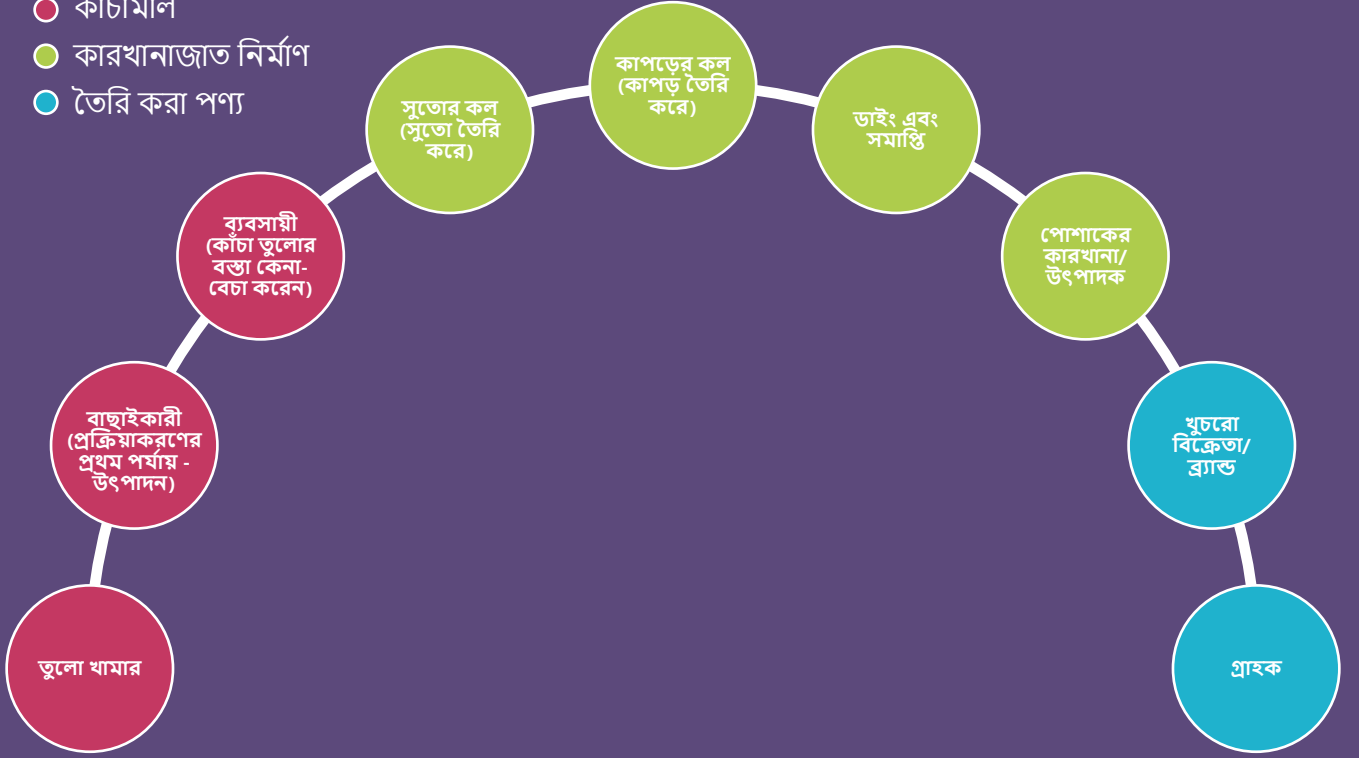 কাঁচামাল
কারখানাজাত নির্মাণ
তৈরি করা পণ্য
তুলো খামার
বাছাইকারী
(প্রক্রিয়াকরণের
প্রথম পর্যায় -
উৎপাদন)
ব্যবসায়ী
(কাঁচা তুলোর
বস্তা কেনা-
বেচা করেন)
সুতোর কল
(সুতো তৈরি
করে)
কাপড়ের কল
(কাপড় তৈরি
করে)
ডাইং এবং
সমাপ্তি
পোশাকের
কারখানা/
উৎপাদক
খুচরো
বিক্রেতা/
ব্র্যান্ড
গ্রাহক